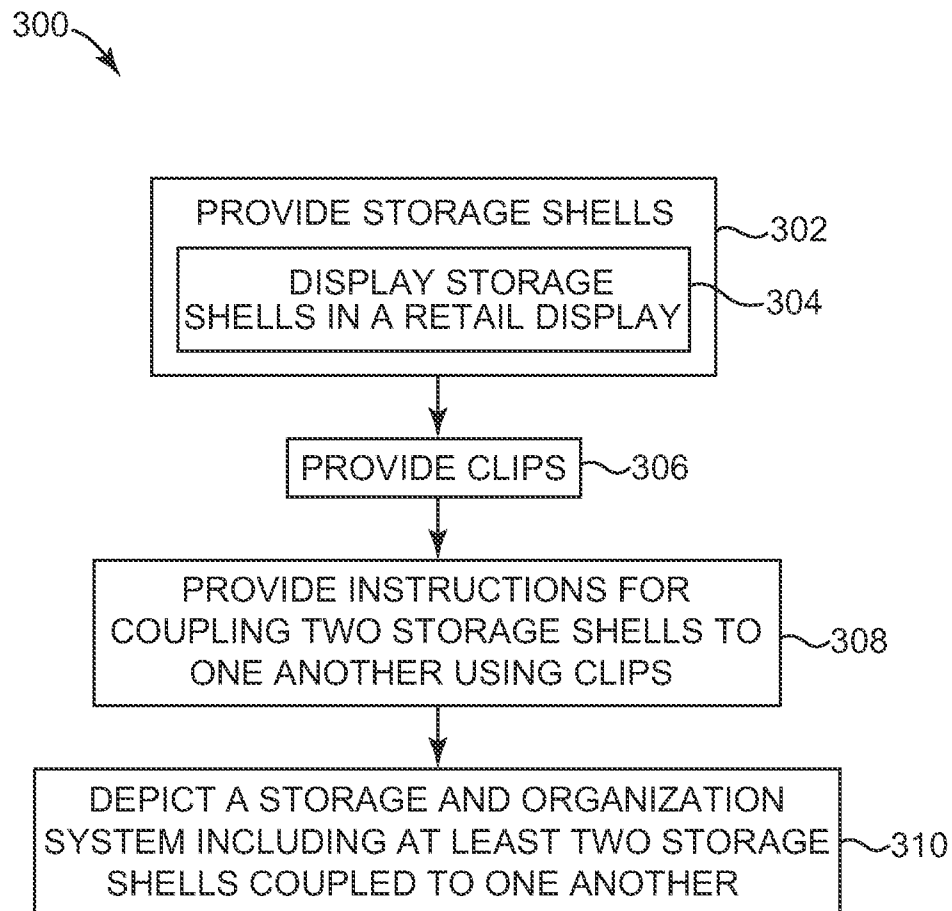 300
PROVIDE STORAGE SHELLS
302
DISPLAY STORAGE
SHELLS IN A RETAIL DISPLAY
304
PROVIDE CLIPS
306
PROVIDE INSTRUCTIONS FOR
COUPLING TWO STORAGE SHELLS TO
ONE ANOTHER USING CLIPS
308
DEPICT A STORAGE AND ORGANIZATION
SYSTEM INCLUDING AT LEAST TWO STORAGE
SHELLS COUPLED TO ONE ANOTHER
310